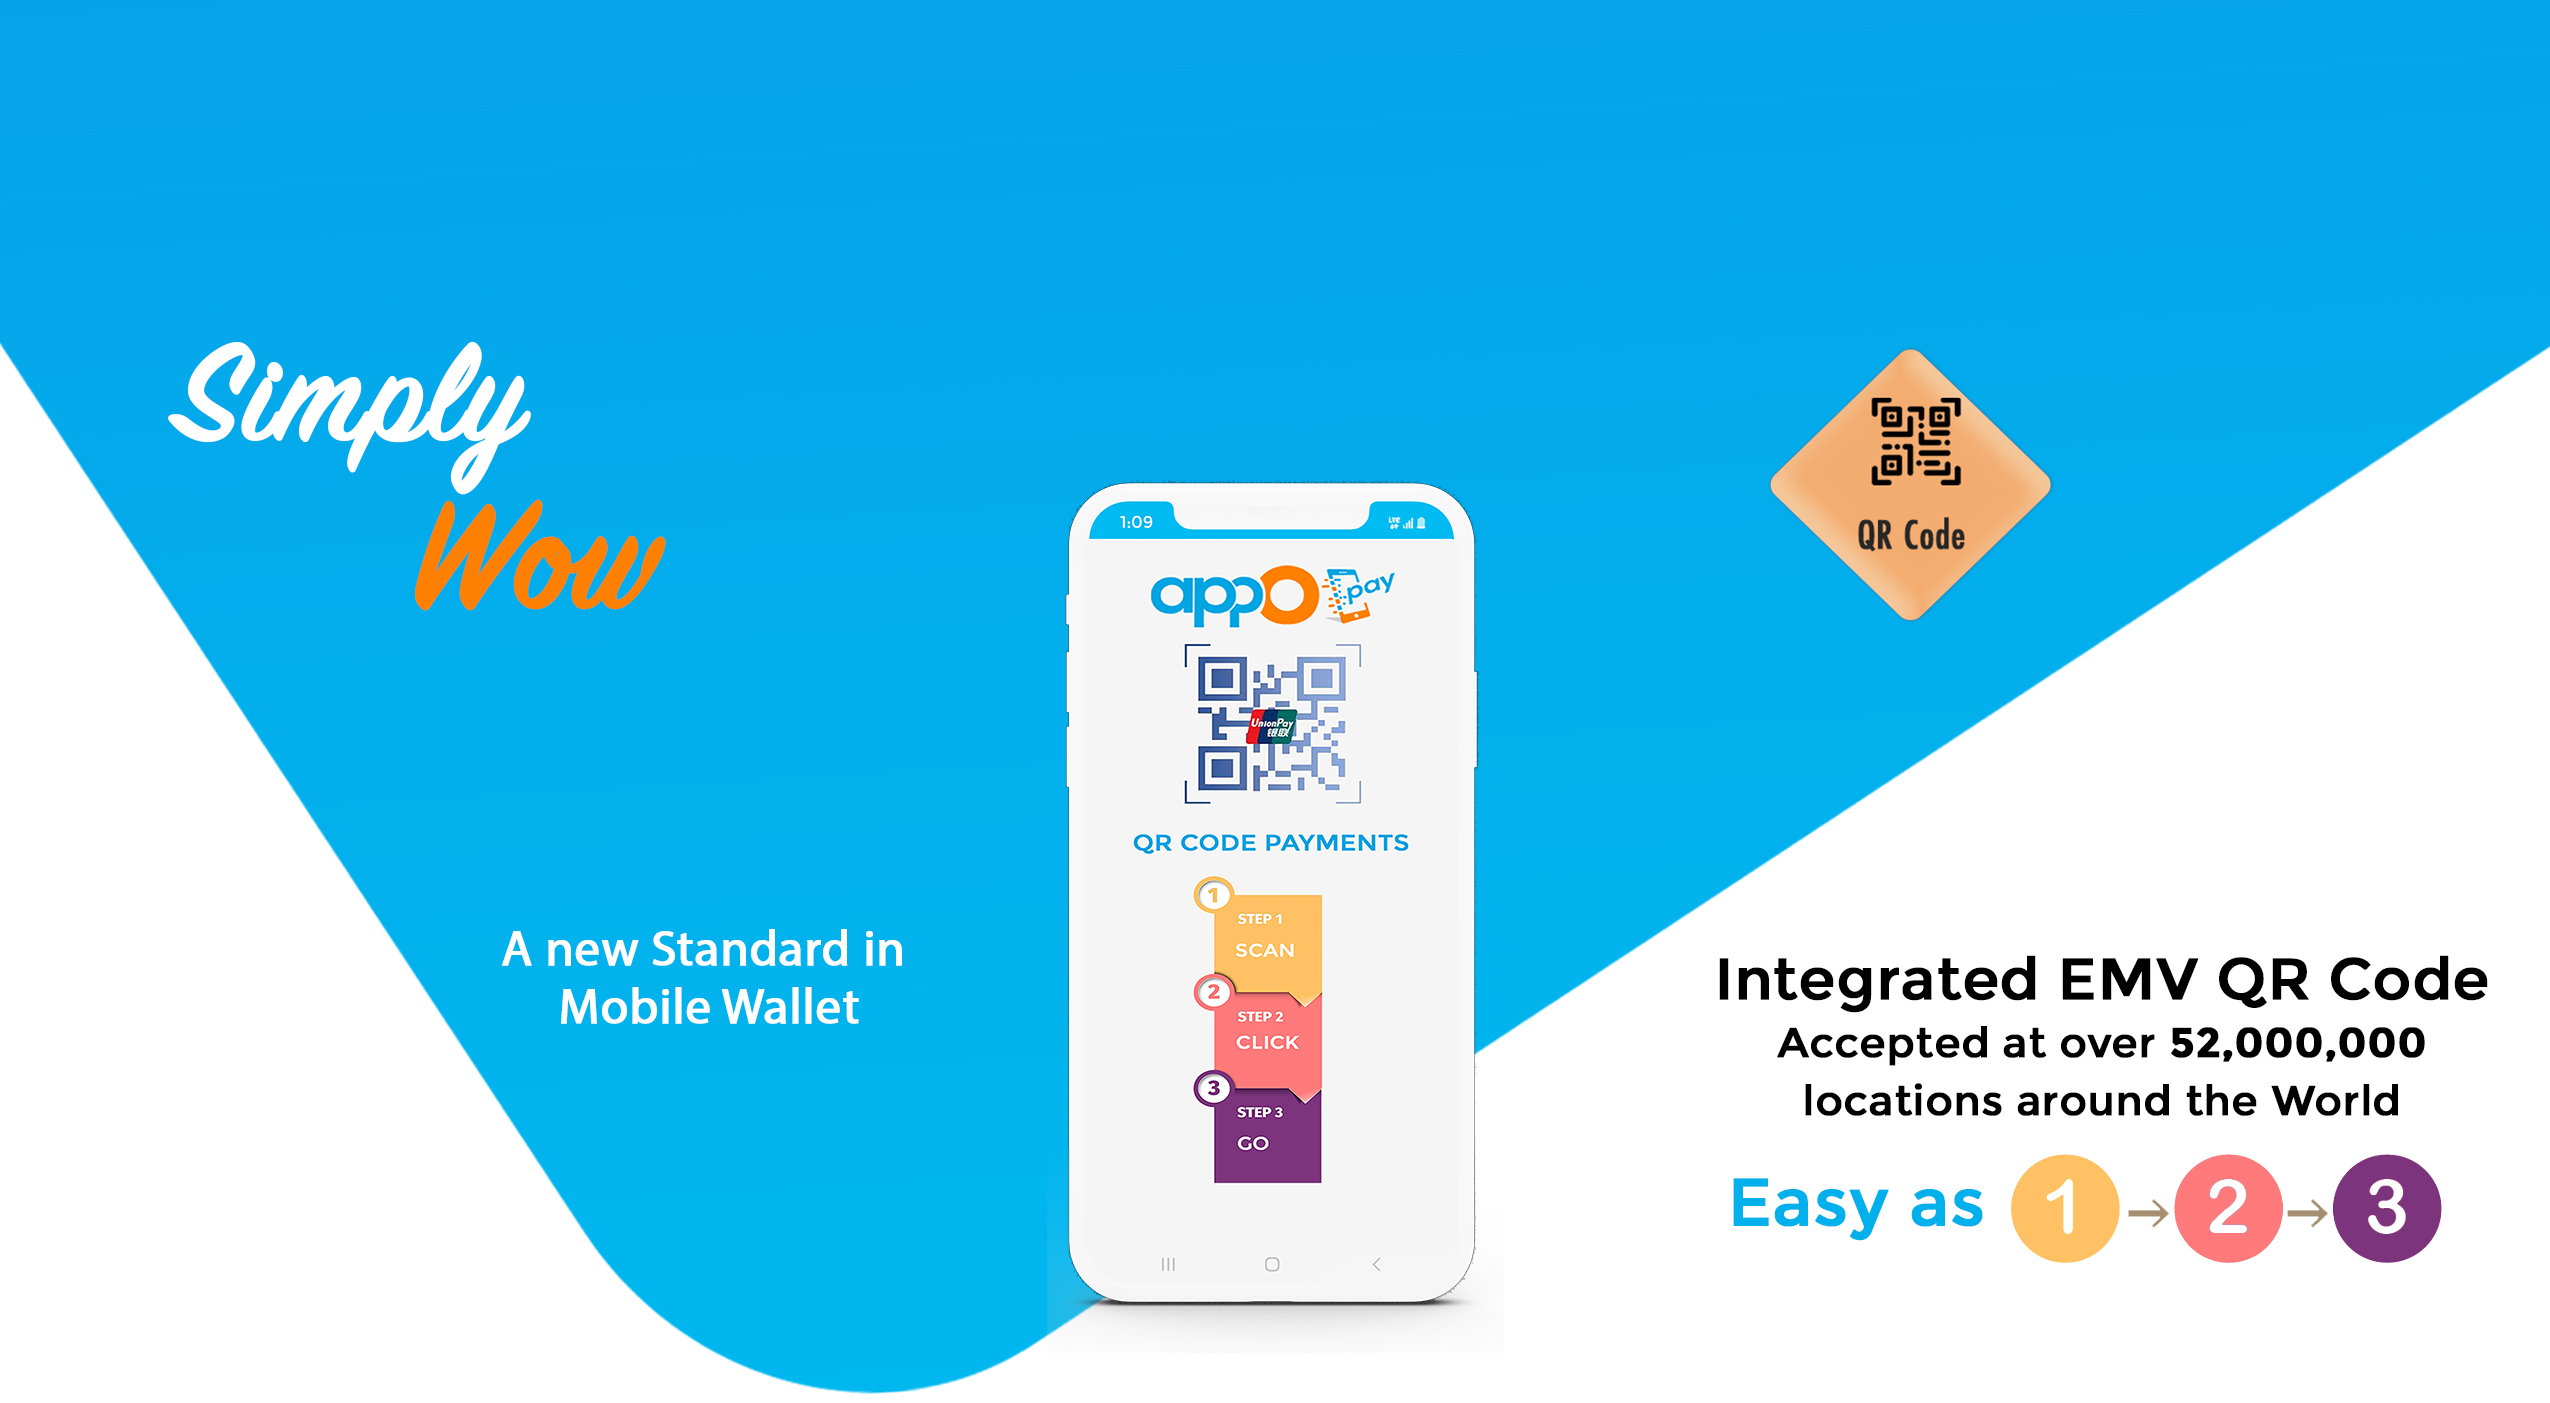 Simply
Wow
A new Standard in
Mobile Wallet
1:09
appO pay
UnionPay
银联
QR CODE PAYMENTS
1
STEP 1
SCAN
2
STEP 2
CLICK
3
STEP 3
GO
QR Code
Integrated EMV QR Code
Accepted at over 52,000,000
locations around the World
Easy as 1 → 2 → 3